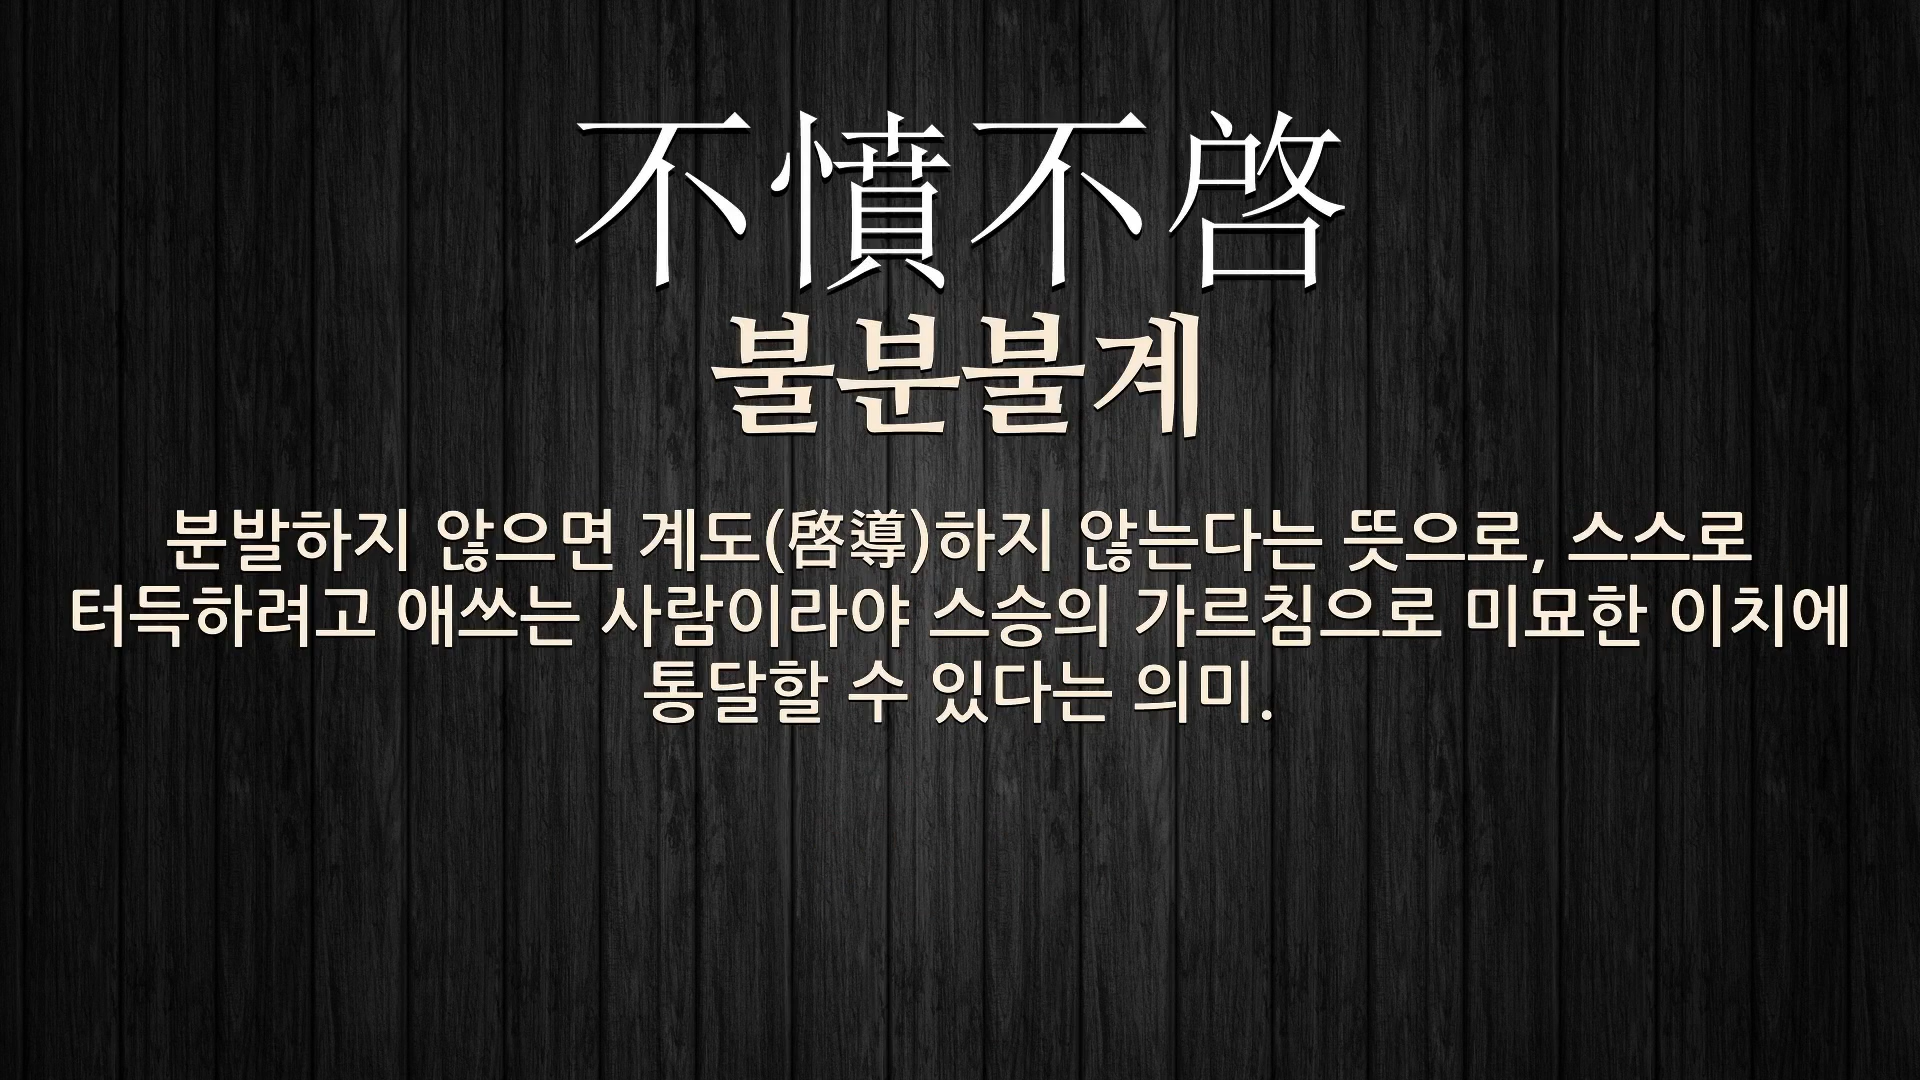 不憤不啓
불분불계
분발하지 않으면 계도(啓導)하지 않는다는 뜻으로, 스스로
터득하려고 애쓰는 사람이라야 스승의 가르침으로 미묘한 이치에
통달할 수 있다는 의미.